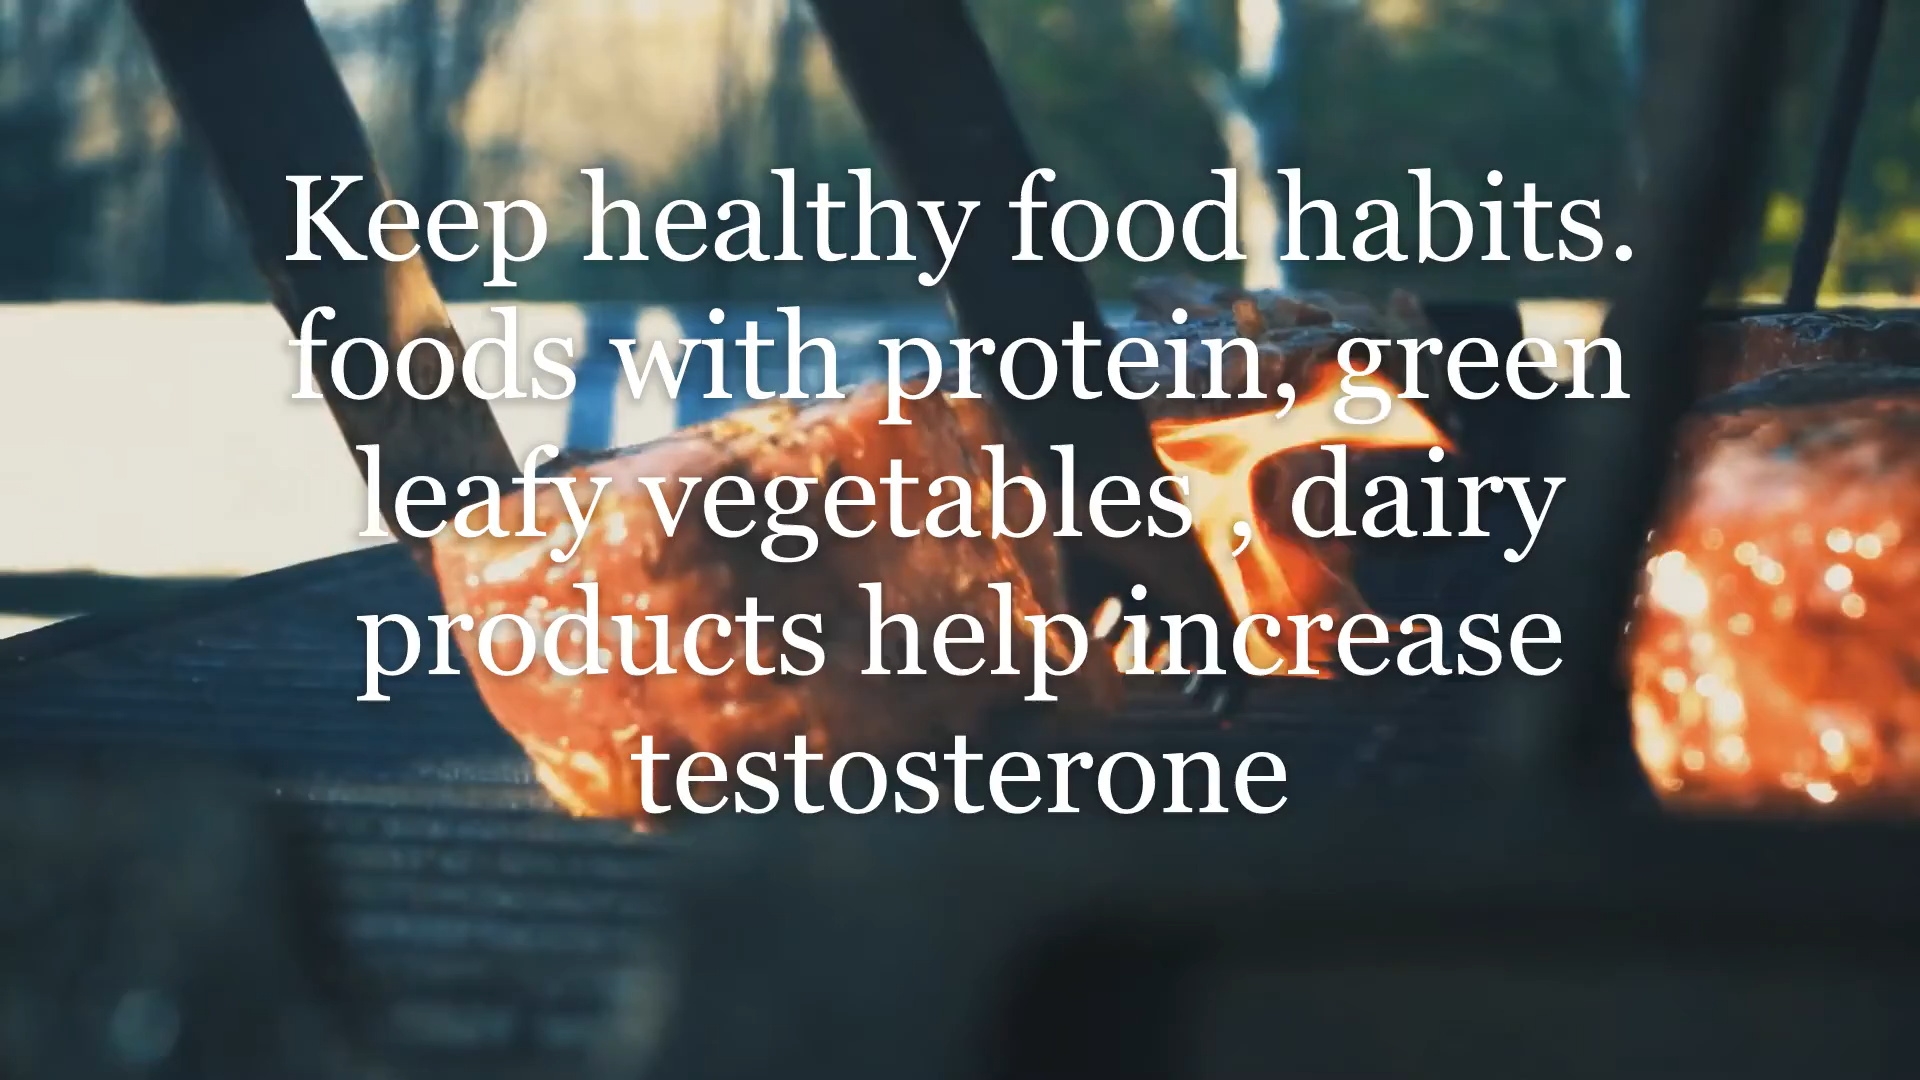 Keep healthy food habits.
foods with protein, green
leafy vegetables , dairy
products help increase
testosterone